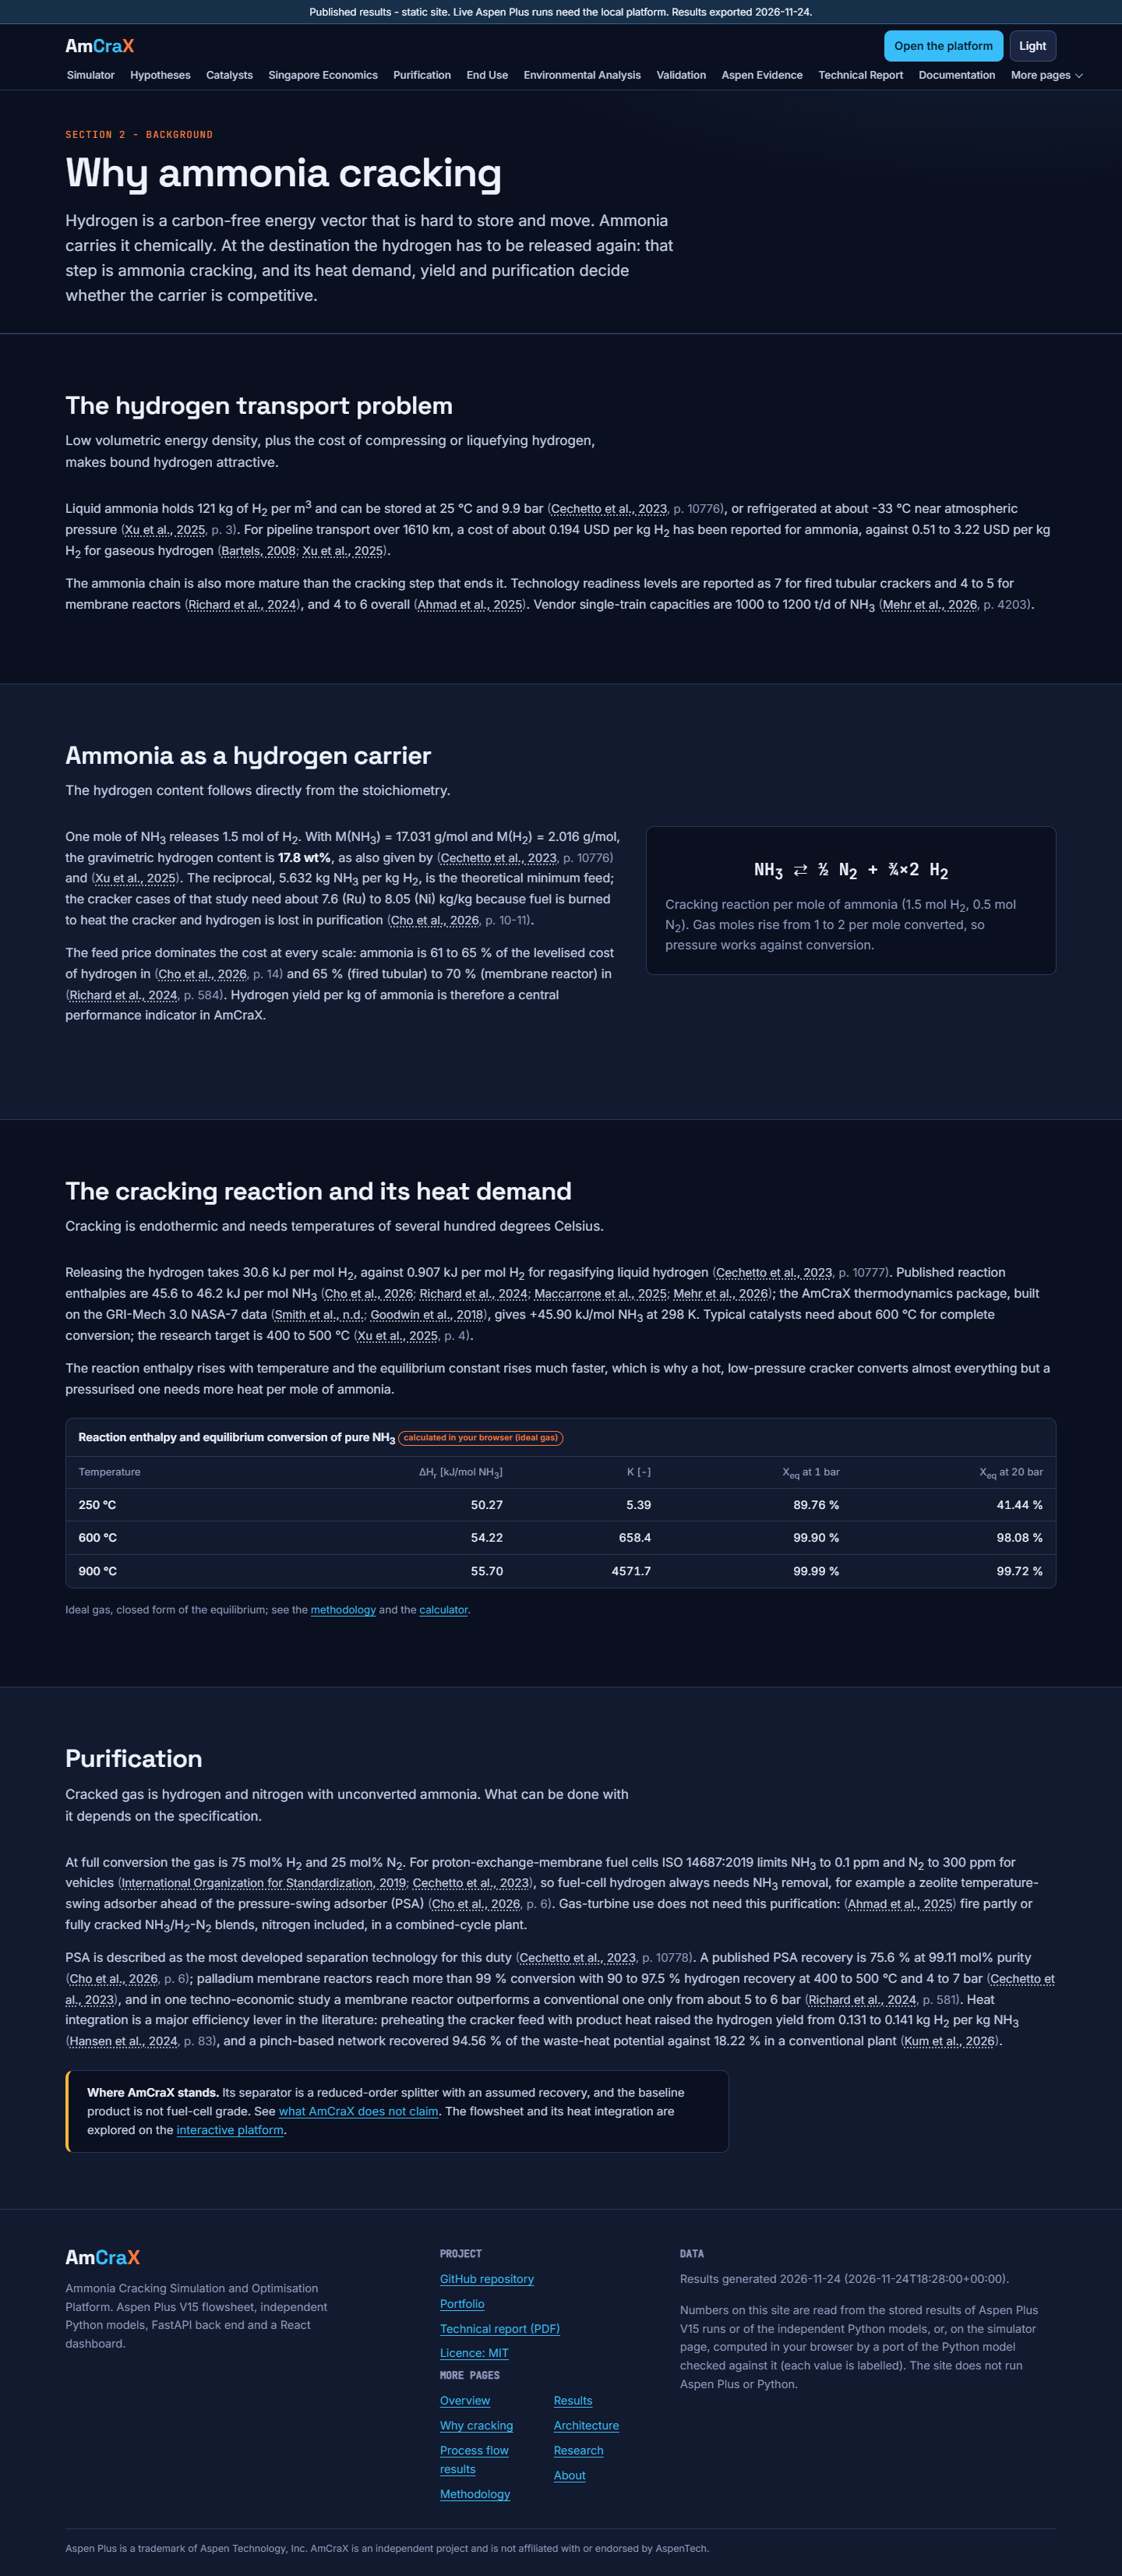 Published results - static site. Live Aspen Plus runs need the local platform. Results exported 2026-11-24.
AmCraX
Open the platform
Light
Simulator Hypotheses Catalysts Singapore Economics Purification End Use Environmental Analysis Validation Aspen Evidence Technical Report Documentation More pages
SECTION 2 - BACKGROUND
Why ammonia cracking
Hydrogen is a carbon-free energy vector that is hard to store and move. Ammonia
carries it chemically. At the destination the hydrogen has to be released again: that
step is ammonia cracking, and its heat demand, yield and purification decide
whether the carrier is competitive.
The hydrogen transport problem
Low volumetric energy density, plus the cost of compressing or liquefying hydrogen,
makes bound hydrogen attractive.
Liquid ammonia holds 121 kg of H2 per m3 and can be stored at 25 °C and 9.9 bar (Cechetto et al., 2023, p. 10776), or refrigerated at about -33 °C near atmospheric
pressure (Xu et al., 2025, p. 3). For pipeline transport over 1610 km, a cost of about 0.194 USD per kg H2 has been reported for ammonia, against 0.51 to 3.22 USD per kg
H2 for gaseous hydrogen (Bartels, 2008; Xu et al., 2025).
The ammonia chain is also more mature than the cracking step that ends it. Technology readiness levels are reported as 7 for fired tubular crackers and 4 to 5 for
membrane reactors (Richard et al., 2024), and 4 to 6 overall (Ahmad et al., 2025). Vendor single-train capacities are 1000 to 1200 t/d of NH3 (Mehr et al., 2026, p. 4203).
Ammonia as a hydrogen carrier
The hydrogen content follows directly from the stoichiometry.
One mole of NH3 releases 1.5 mol of H2. With M(NH3) = 17.031 g/mol and M(H2) = 2.016 g/mol,
the gravimetric hydrogen content is 17.8 wt%, as also given by (Cechetto et al., 2023, p. 10776)
and (Xu et al., 2025). The reciprocal, 5.632 kg NH3 per kg H2, is the theoretical minimum feed;
the cracker cases of that study need about 7.6 (Ru) to 8.05 (Ni) kg/kg because fuel is burned
to heat the cracker and hydrogen is lost in purification (Cho et al., 2026, p. 10-11).
The feed price dominates the cost at every scale: ammonia is 61 to 65 % of the levelised cost
of hydrogen in (Cho et al., 2026, p. 14) and 65 % (fired tubular) to 70 % (membrane reactor) in
(Richard et al., 2024, p. 584). Hydrogen yield per kg of ammonia is therefore a central
performance indicator in AmCraX.
NH3 ⇄ ½ N2 + ¾×2 H2
Cracking reaction per mole of ammonia (1.5 mol H2, 0.5 mol
N2). Gas moles rise from 1 to 2 per mole converted, so
pressure works against conversion.
The cracking reaction and its heat demand
Cracking is endothermic and needs temperatures of several hundred degrees Celsius.
Releasing the hydrogen takes 30.6 kJ per mol H2, against 0.907 kJ per mol H2 for regasifying liquid hydrogen (Cechetto et al., 2023, p. 10777). Published reaction
enthalpies are 45.6 to 46.2 kJ per mol NH3 (Cho et al., 2026; Richard et al., 2024; Maccarrone et al., 2025; Mehr et al., 2026); the AmCraX thermodynamics package, built
on the GRI-Mech 3.0 NASA-7 data (Smith et al., n.d.; Goodwin et al., 2018), gives +45.90 kJ/mol NH3 at 298 K. Typical catalysts need about 600 °C for complete
conversion; the research target is 400 to 500 °C (Xu et al., 2025, p. 4).
The reaction enthalpy rises with temperature and the equilibrium constant rises much faster, which is why a hot, low-pressure cracker converts almost everything but a
pressurised one needs more heat per mole of ammonia.
Reaction enthalpy and equilibrium conversion of pure NH3 calculated in your browser (ideal gas)
Temperature ΔHr [kJ/mol NH3] K [-] Xeq at 1 bar Xeq at 20 bar
250 °C 50.27 5.39 89.76 % 41.44 %
600 °C 54.22 658.4 99.90 % 98.08 %
900 °C 55.70 4571.7 99.99 % 99.72 %
Ideal gas, closed form of the equilibrium; see the methodology and the calculator.
Purification
Cracked gas is hydrogen and nitrogen with unconverted ammonia. What can be done with
it depends on the specification.
At full conversion the gas is 75 mol% H2 and 25 mol% N2. For proton-exchange-membrane fuel cells ISO 14687:2019 limits NH3 to 0.1 ppm and N2 to 300 ppm for
vehicles (International Organization for Standardization, 2019; Cechetto et al., 2023), so fuel-cell hydrogen always needs NH3 removal, for example a zeolite temperature-
swing adsorber ahead of the pressure-swing adsorber (PSA) (Cho et al., 2026, p. 6). Gas-turbine use does not need this purification: (Ahmad et al., 2025) fire partly or
fully cracked NH3/H2-N2 blends, nitrogen included, in a combined-cycle plant.
PSA is described as the most developed separation technology for this duty (Cechetto et al., 2023, p. 10778). A published PSA recovery is 75.6 % at 99.11 mol% purity
(Cho et al., 2026, p. 6); palladium membrane reactors reach more than 99 % conversion with 90 to 97.5 % hydrogen recovery at 400 to 500 °C and 4 to 7 bar (Cechetto et
al., 2023), and in one techno-economic study a membrane reactor outperforms a conventional one only from about 5 to 6 bar (Richard et al., 2024, p. 581). Heat
integration is a major efficiency lever in the literature: preheating the cracker feed with product heat raised the hydrogen yield from 0.131 to 0.141 kg H2 per kg NH3
(Hansen et al., 2024, p. 83), and a pinch-based network recovered 94.56 % of the waste-heat potential against 18.22 % in a conventional plant (Kum et al., 2026).
Where AmCraX stands. Its separator is a reduced-order splitter with an assumed recovery, and the baseline
product is not fuel-cell grade. See what AmCraX does not claim. The flowsheet and its heat integration are
explored on the interactive platform.
AmCraX
Ammonia Cracking Simulation and Optimisation
Platform. Aspen Plus V15 flowsheet, independent
Python models, FastAPI back end and a React
dashboard.
PROJECT
GitHub repository
Portfolio
Technical report (PDF)
Licence: MIT
MORE PAGES
Overview
Why cracking
Process flow
results
Methodology
Results
Architecture
Research
About
DATA
Results generated 2026-11-24 (2026-11-24T18:28:00+00:00).
Numbers on this site are read from the stored results of Aspen Plus
V15 runs or of the independent Python models, or, on the simulator
page, computed in your browser by a port of the Python model
checked against it (each value is labelled). The site does not run
Aspen Plus or Python.
Aspen Plus is a trademark of Aspen Technology, Inc. AmCraX is an independent project and is not affiliated with or endorsed by AspenTech.